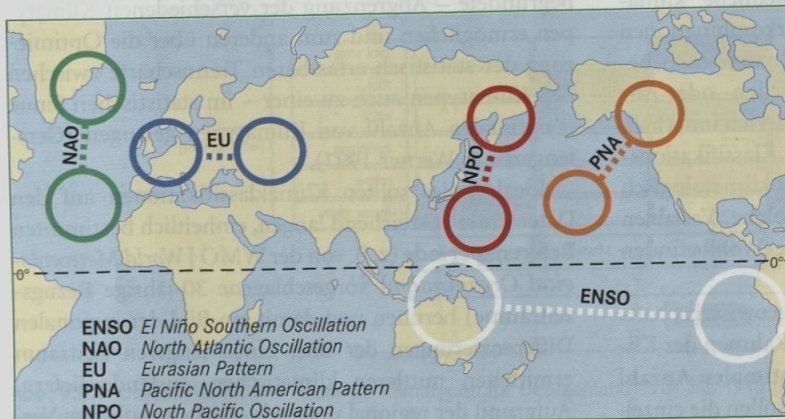 NAO
EU
NPO
PNA
0°
0°
ENSO
ENSO El Niño Southern Oscillation
NAO North Atlantic Oscillation
EU Eurasian Pattern
PNA Pacific North American Pattern
NPO North Pacific Oscillation